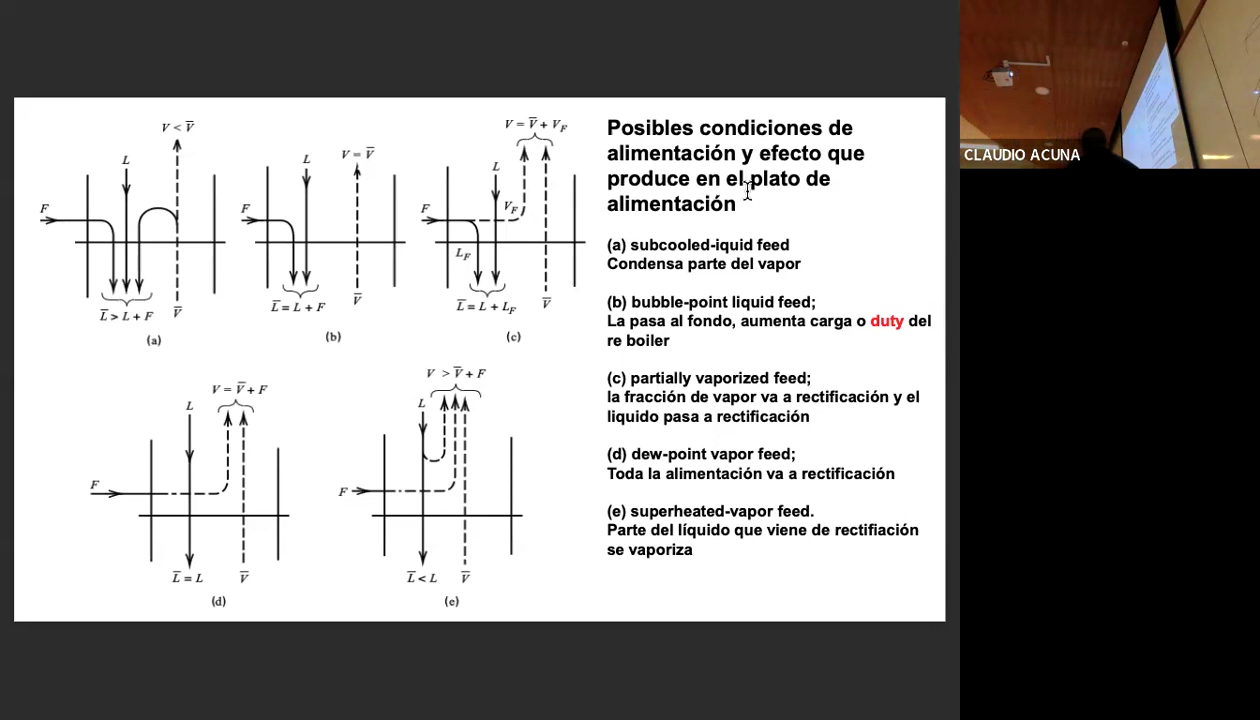 V < V̅
L
F
L̅ > L + F
V̅
(a)
V = V̅
L
F
L̅ = L + F
V̅
(b)
V = V̅ + V_F
L
F
V_F
L_F
L̅ = L + L_F
V̅
(c)
V = V̅ + F
L
F
L̅ = L
V̅
(d)
V > V̅ + F
L
F
L̅ < L
V̅
(e)
Posibles condiciones de
alimentación y efecto que
produce en el plato de
alimentación
(a) subcooled-iquid feed
Condensa parte del vapor
(b) bubble-point liquid feed;
La pasa al fondo, aumenta carga o duty del
re boiler
(c) partially vaporized feed;
la fracción de vapor va a rectificación y el
liquido pasa a rectificación
(d) dew-point vapor feed;
Toda la alimentación va a rectificación
(e) superheated-vapor feed.
Parte del líquido que viene de rectifiación
se vaporiza
CLAUDIO ACUNA